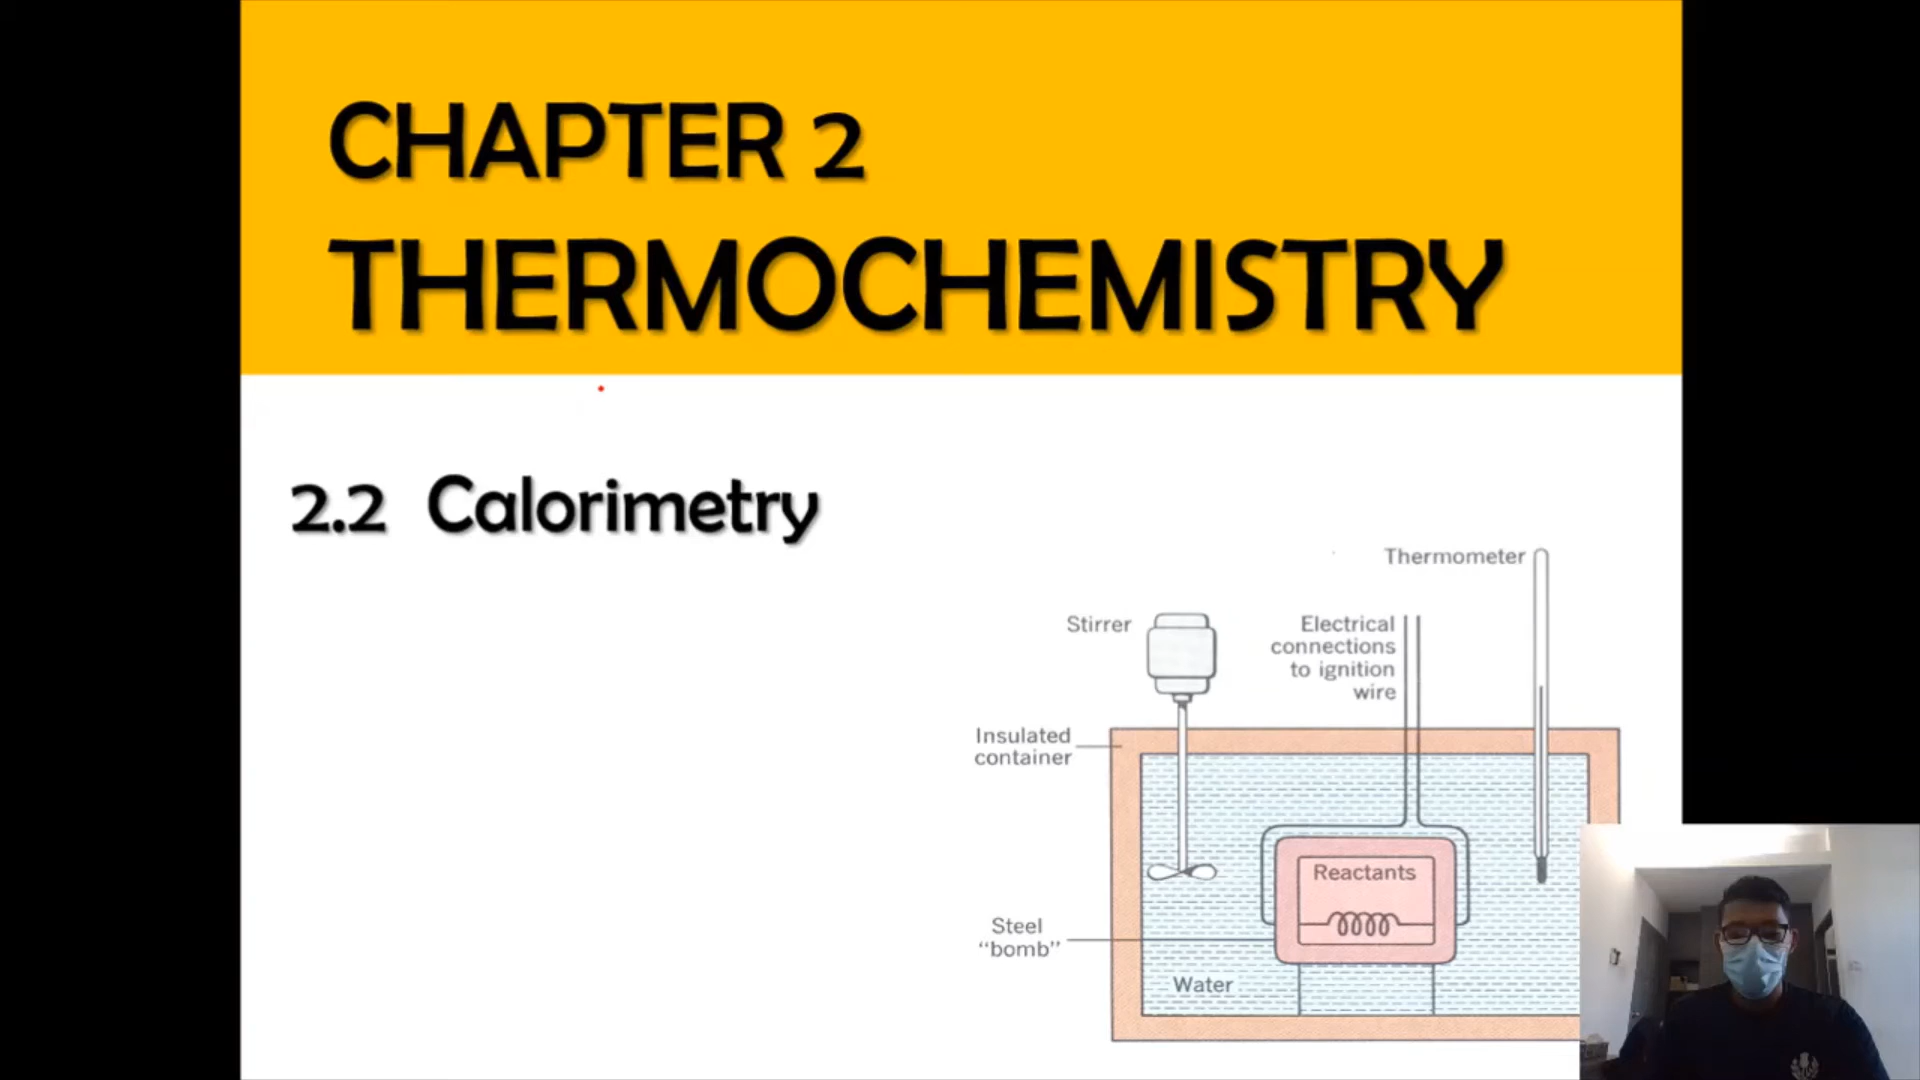 CHAPTER 2
THERMOCHEMISTRY
2.2 Calorimetry
Thermometer
Stirrer
Electrical
connections
to ignition
wire
Insulated
container
Reactants
Steel
“bomb”
Water